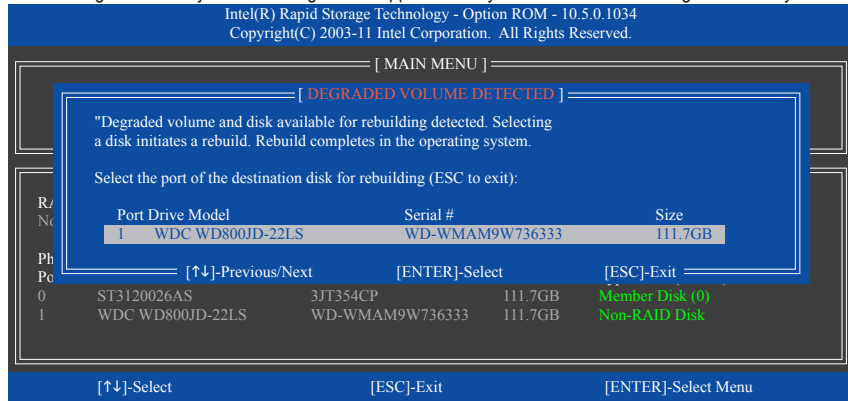 Intel(R) Rapid Storage Technology - Option ROM - 10.5.0.1034
Copyright(C) 2003-11 Intel Corporation. All Rights Reserved.
[ MAIN MENU ]
[ DEGRADED VOLUME DETECTED ]
"Degraded volume and disk available for rebuilding detected. Selecting
a disk initiates a rebuild. Rebuild completes in the operating system.
Select the port of the destination disk for rebuilding (ESC to exit):
Port Drive Model Serial # Size
1 WDC WD800JD-22LS WD-WMAM9W736333 111.7GB
[↑↓]-Previous/Next [ENTER]-Select [ESC]-Exit
0 ST3120026AS 3JT354CP 111.7GB Member Disk (0)
1 WDC WD800JD-22LS WD-WMAM9W736333 111.7GB Non-RAID Disk
[↑↓]-Select [ESC]-Exit [ENTER]-Select Menu